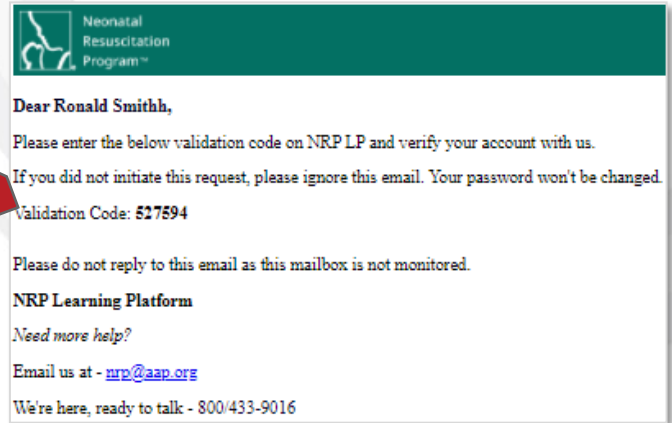 Neonatal
Resuscitation
Program™
Dear Ronald Smithh,
Please enter the below validation code on NRP LP and verify your account with us.
If you did not initiate this request, please ignore this email. Your password won't be changed.
Validation Code: 527594
Please do not reply to this email as this mailbox is not monitored.
NRP Learning Platform
Need more help?
Email us at - nrp@aap.org
We're here, ready to talk - 800/433-9016